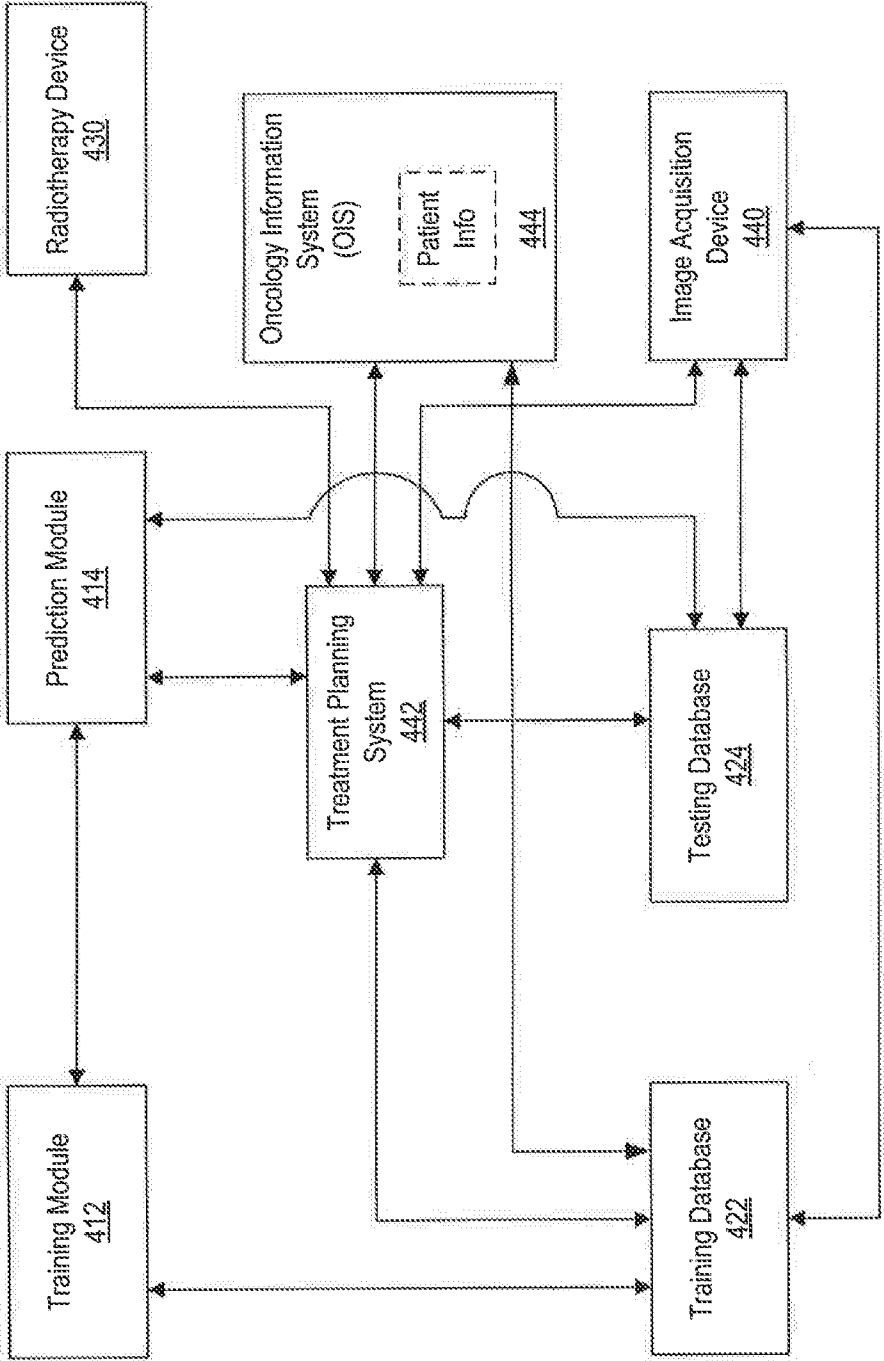 Training Module
412
Prediction Module
414
Radiotherapy Device
430
Treatment Planning
System
442
Oncology Information
System
(OIS)
Patient
Info
444
Training Database
422
Testing Database
424
Image Acquisition
Device
440